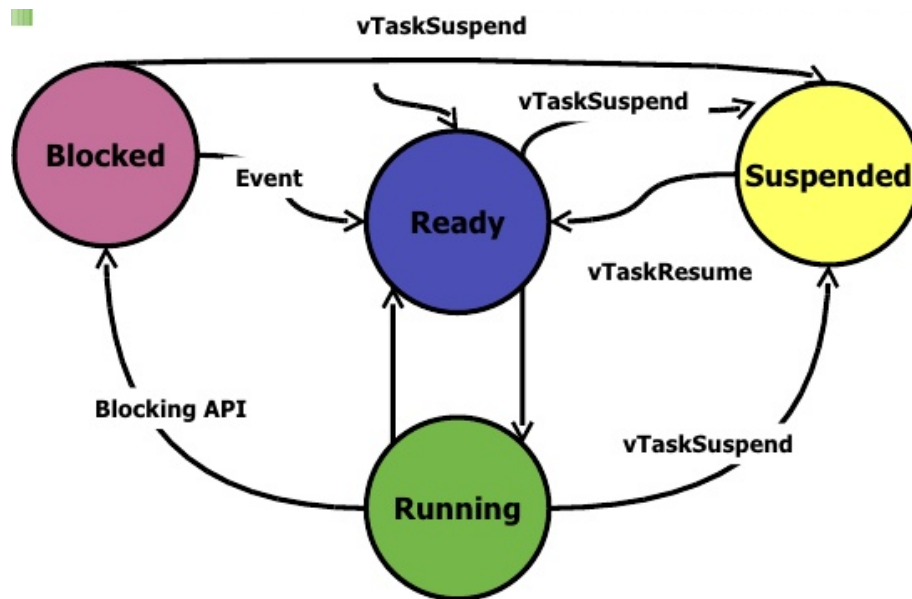 vTaskSuspend
vTaskSuspend
Blocked
Suspended
Event
Ready
vTaskResume
Blocking API
vTaskSuspend
Running